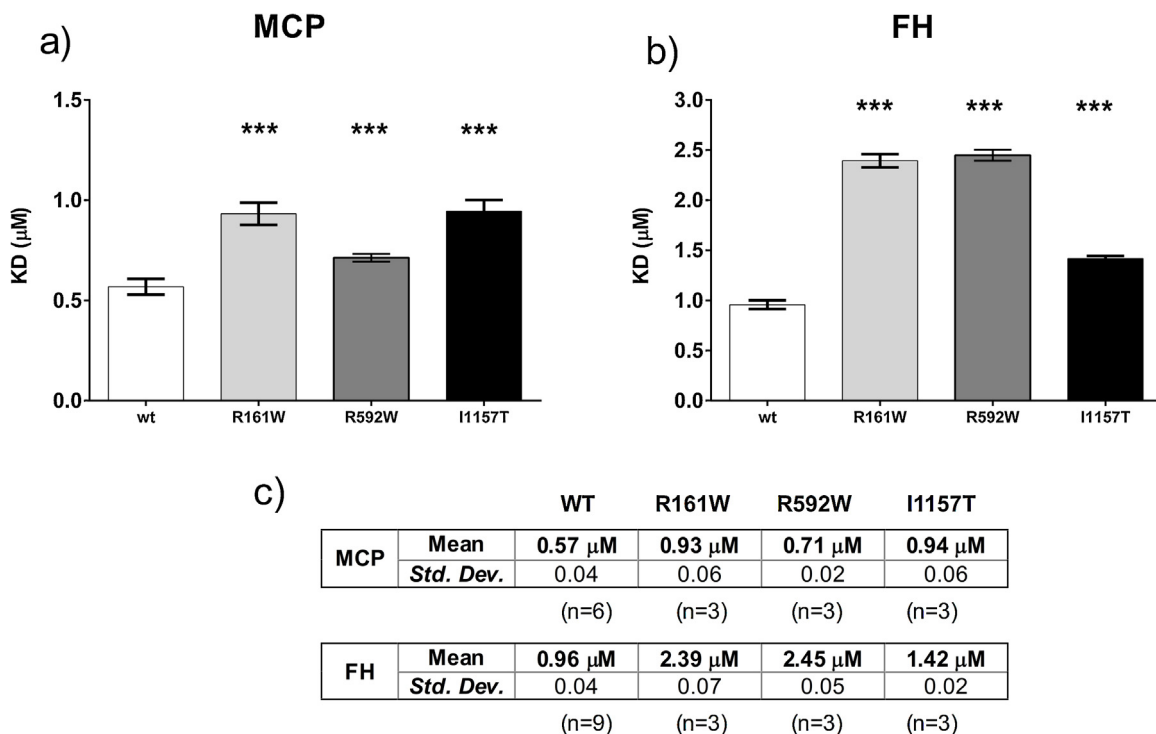 MCP
a)
KD (μM)
1.5
1.0
0.5
0.0
*** *** ***
wt R161W R592W I1157T
FH
b)
KD (μM)
3.0
2.5
2.0
1.5
1.0
0.5
0.0
*** *** ***
wt R161W R592W I1157T
c)
WT R161W R592W I1157T
MCP Mean 0.57 μM 0.93 μM 0.71 μM 0.94 μM
Std. Dev. 0.04 0.06 0.02 0.06
(n=6) (n=3) (n=3) (n=3)
FH Mean 0.96 μM 2.39 μM 2.45 μM 1.42 μM
Std. Dev. 0.04 0.07 0.05 0.02
(n=9) (n=3) (n=3) (n=3)